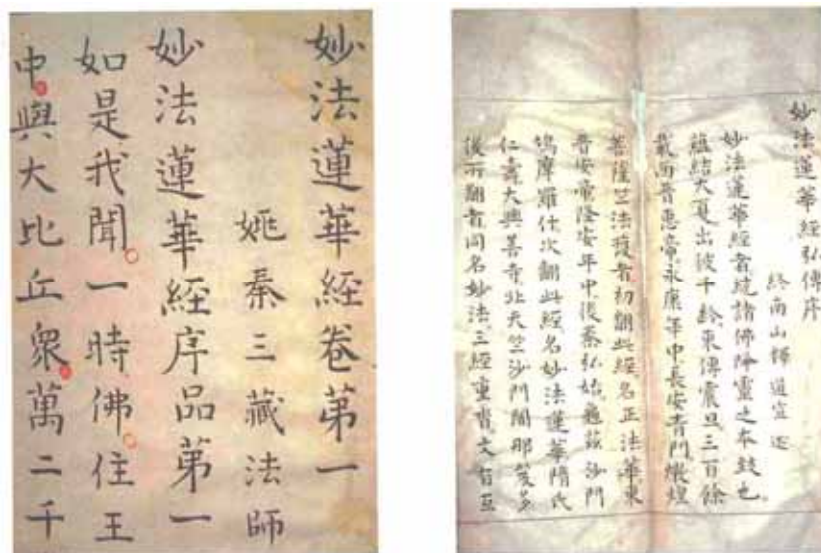 妙法蓮華經卷第一
姚秦三藏法師
妙法蓮華經序品第一
如是我聞一時佛住王
中與大比丘衆萬二千
妙法蓮華經弘傳序
終南山釋道宣述
妙法蓮華經者統諸佛降靈之本致也
蘊結大夏出彼千齡東傳震旦三百餘
載西晉惠帝永康年中長安青門燉煌
菩薩竺法護者初翻此經名正法華東
晉安帝隆安年中後秦弘始龜茲沙門
鳩摩羅什次翻此經名妙法蓮華隋氏
仁壽大興善寺北天竺沙門闍那笈多
後所翻者同名妙法三經重沓文旨互